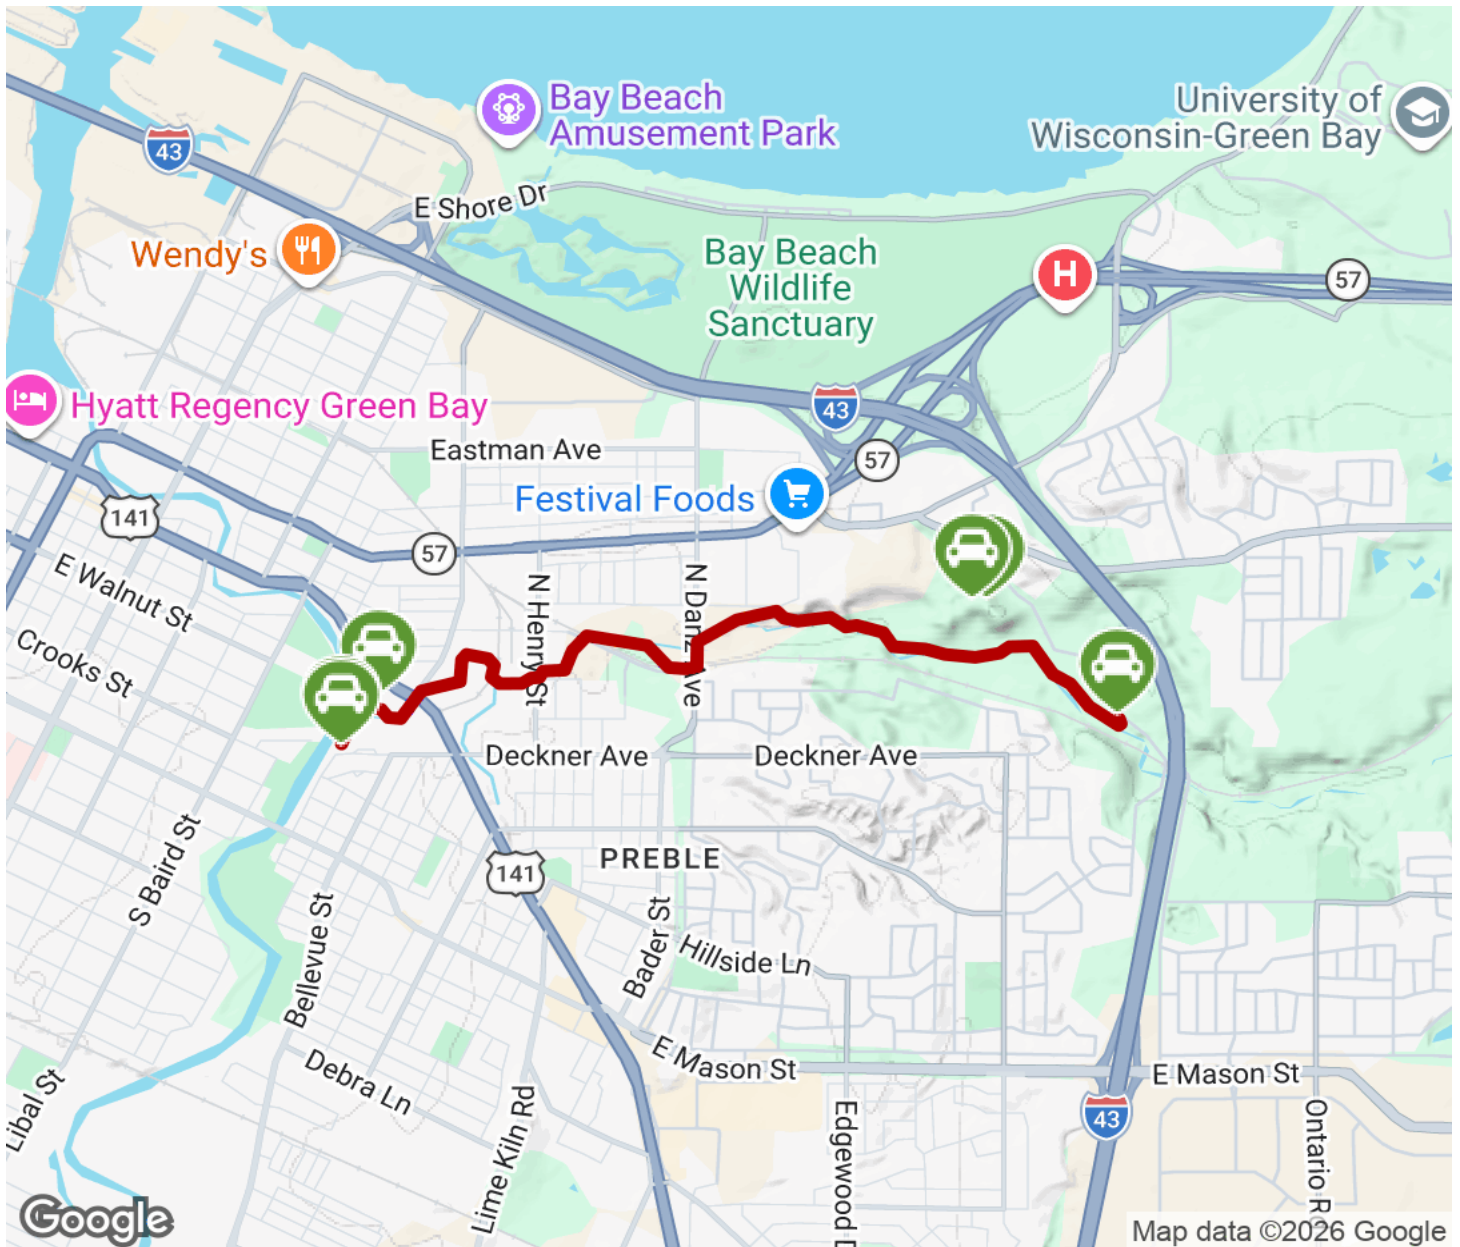 Bay Beach
Amusement Park
University of
Wisconsin-Green Bay
43
E Shore Dr
Wendy's
Bay Beach
Wildlife
Sanctuary
H
57
Hyatt Regency Green Bay
43
Eastman Ave
57
Festival Foods
141
57
E Walnut St
N Henry St
N Danz Ave
Crooks St
Deckner Ave
Deckner Ave
S Baird St
PREBLE
141
Bellevue St
Bader St
Hillside Ln
E Mason St
E Mason St
Debra Ln
Libal St
Lime Kiln Rd
Edgewood D
43
Ontario Ro
Google
Map data ©2026 Google